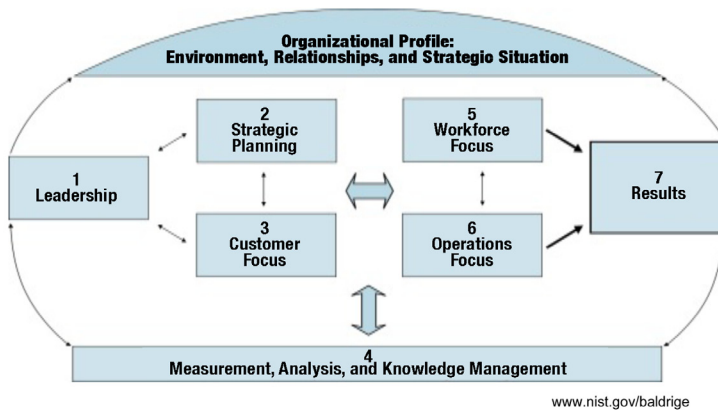 Organizational Profile:
Environment, Relationships, and Strategic Situation
2
Strategic
Planning
5
Workforce
Focus
1
Leadership
7
Results
3
Customer
Focus
6
Operations
Focus
4
Measurement, Analysis, and Knowledge Management
www.nist.gov/baldrige